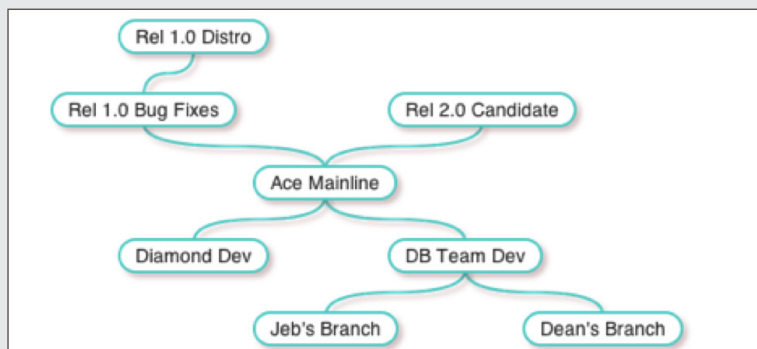 Rel 1.0 Distro
Rel 1.0 Bug Fixes
Rel 2.0 Candidate
Ace Mainline
Diamond Dev
DB Team Dev
Jeb's Branch
Dean's Branch